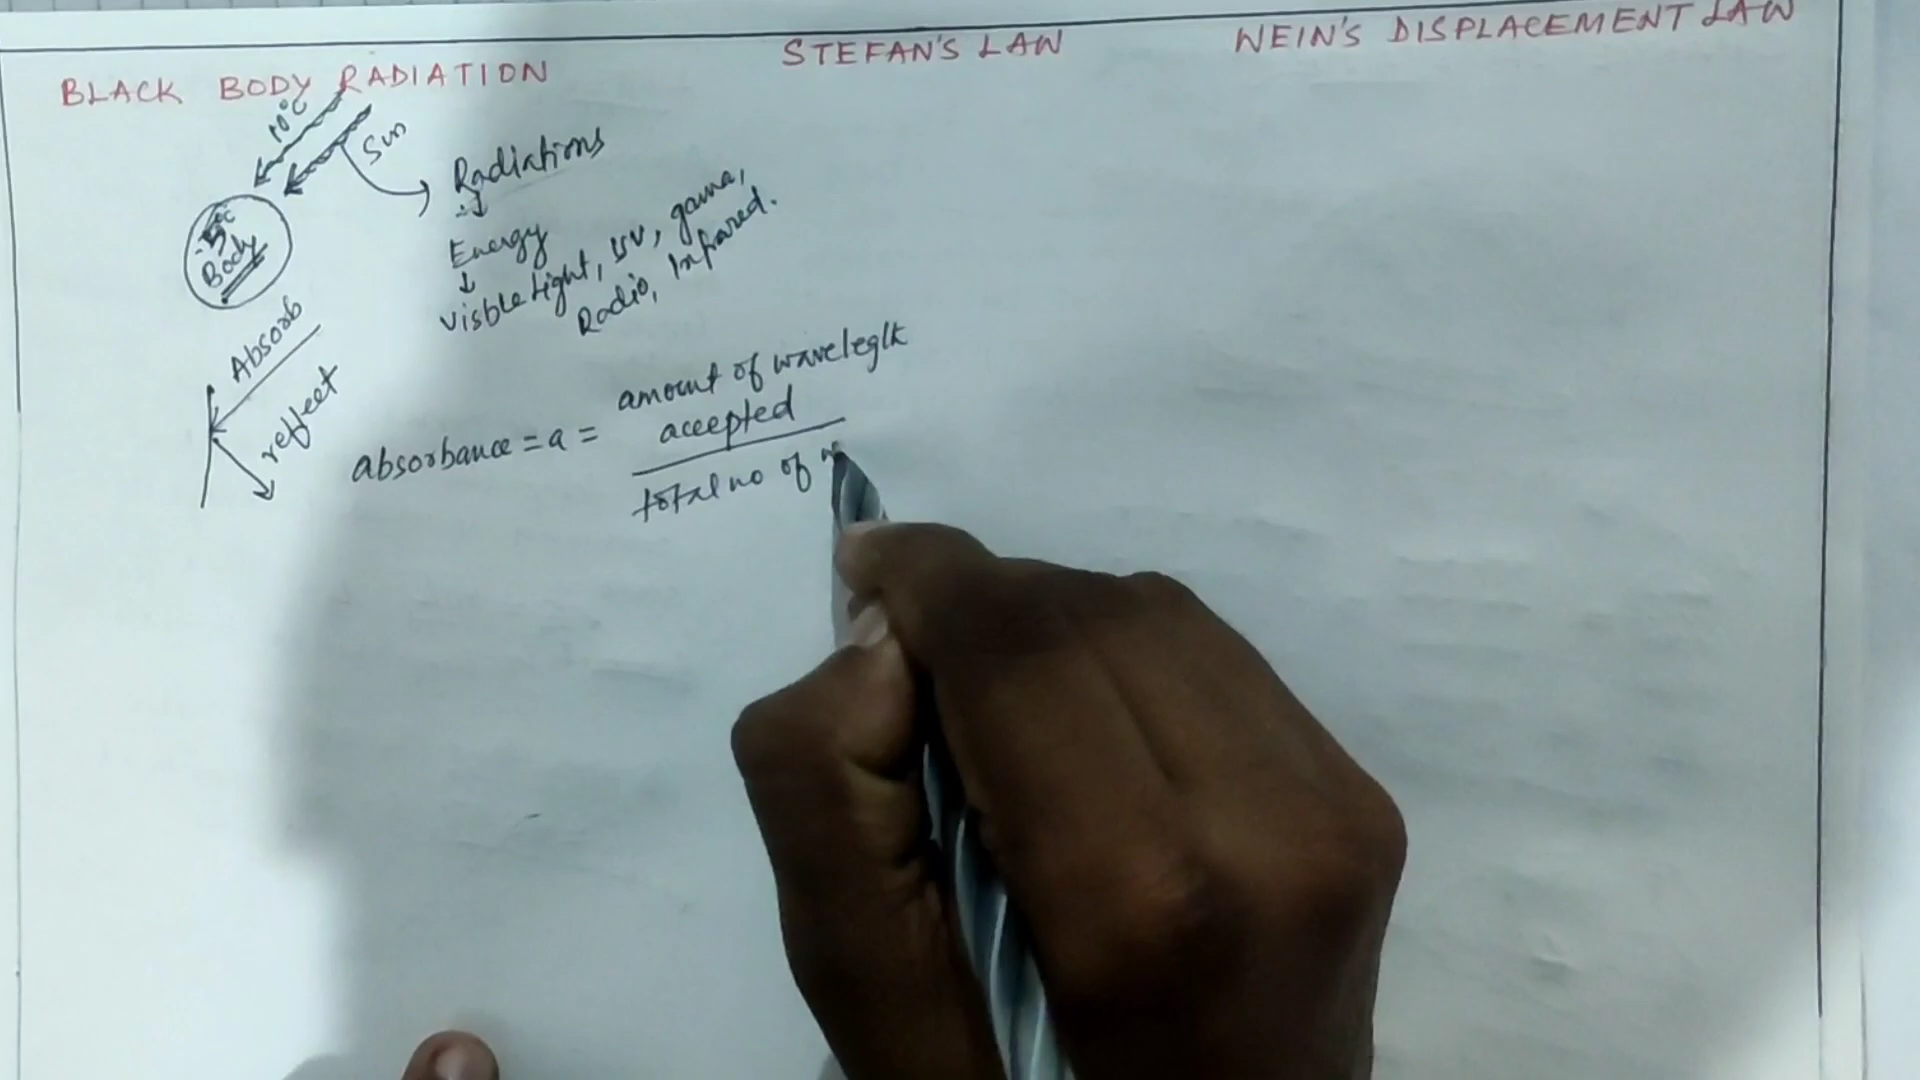 BLACK BODY RADIATION
STEFAN'S LAW
WEIN'S DISPLACEMENT LAW
10°C
Sun
Radiations
Energy
visble light, UV, gama,
Radio, Infrared.
Body
Absorb
reflect
amount of wavelegth
absorbance = a = accepted
total no of w